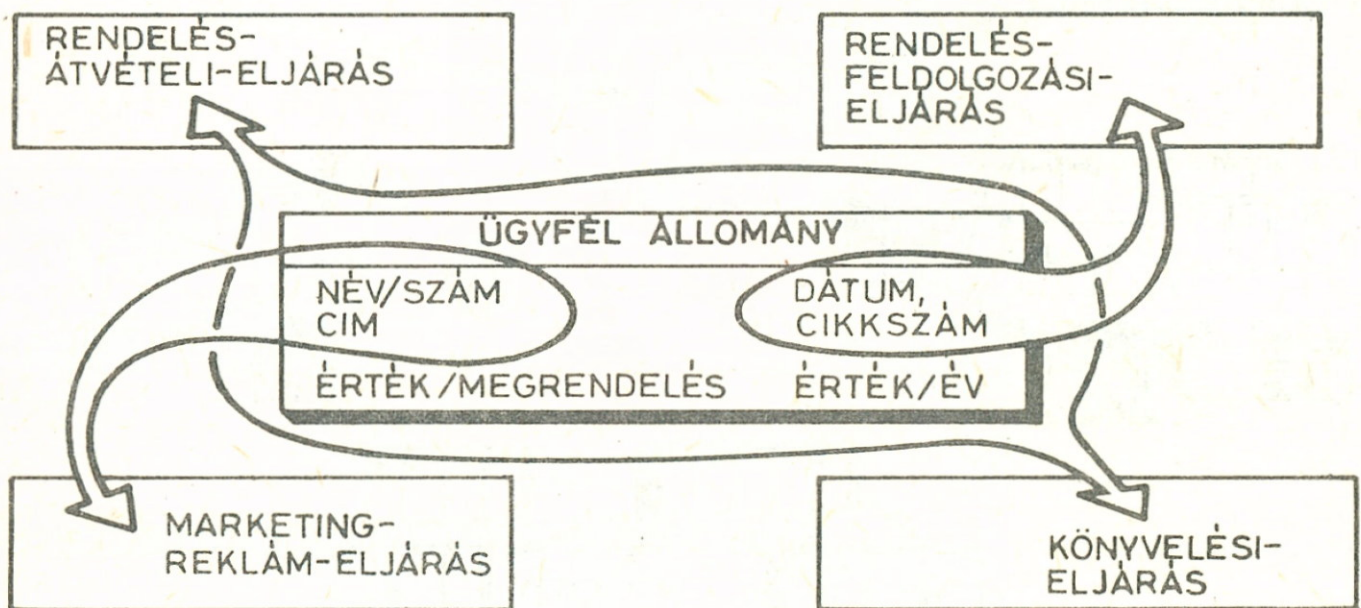 RENDELÉS-
ÁTVÉTELI-ELJÁRÁS
RENDELÉS-
FELDOLGOZÁSI-
ELJÁRÁS
ÜGYFÉL ÁLLOMÁNY
NÉV/SZÁM
CIM
DÁTUM,
CIKKSZÁM
ÉRTÉK/MEGRENDELÉS ÉRTÉK/ÉV
MARKETING-
REKLÁM-ELJÁRÁS
KÖNYVELÉSI-
ELJÁRÁS